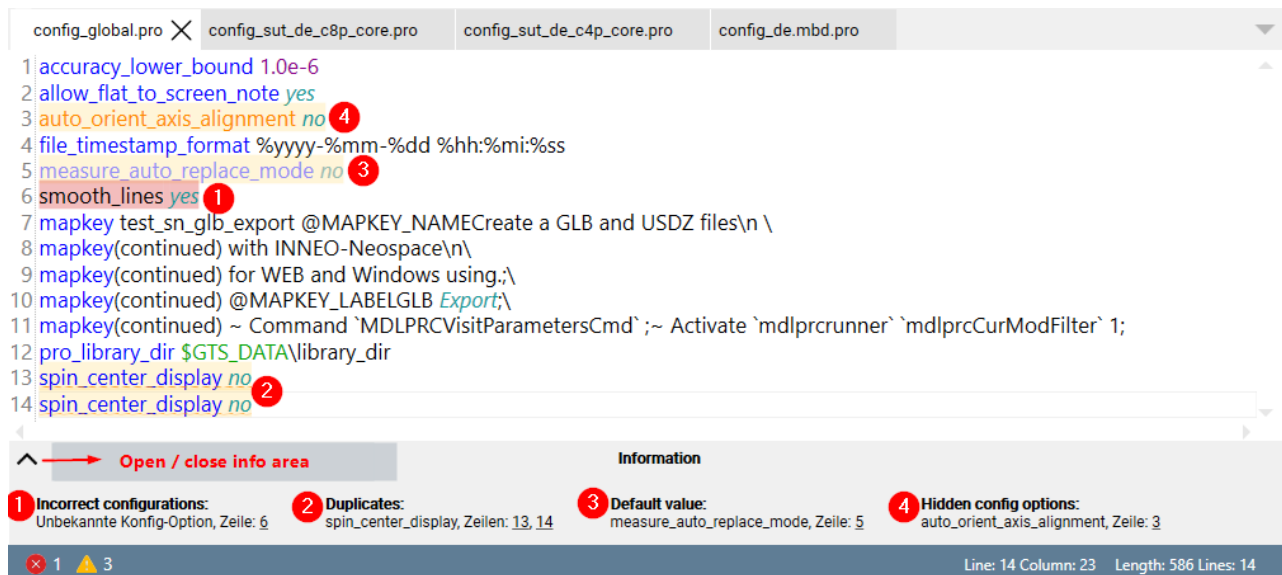 config_global.pro config_sut_de_c8p_core.pro config_sut_de_c4p_core.pro config_de.mbd.pro
1 accuracy_lower_bound 1.0e-6
2 allow_flat_to_screen_note yes
3 auto_orient_axis_alignment no 4
4 file_timestamp_format %yyyy-%mm-%dd %hh:%mi:%ss
5 measure_auto_replace_mode no 3
6 smooth_lines yes 1
7 mapkey test_sn_glb_export @MAPKEY_NAMECreate a GLB and USDZ files\n \
8 mapkey(continued) with INNEO-Neospace\n\
9 mapkey(continued) for WEB and Windows using.;\
10 mapkey(continued) @MAPKEY_LABELGLB Export;\
11 mapkey(continued) ~ Command `MDLPRCVisitParametersCmd` ;~ Activate `mdlprcrunner` `mdlprcCurModFilter` 1;
12 pro_library_dir $GTS_DATA\library_dir
13 spin_center_display no
2
14 spin_center_display no
Open / close info area Information
1 Incorrect configurations: 2 Duplicates: 3 Default value: 4 Hidden config options:
Unbekannte Konfig-Option, Zeile: 6 spin_center_display, Zeilen: 13, 14 measure_auto_replace_mode, Zeile: 5 auto_orient_axis_alignment, Zeile: 3
1 3 Line: 14 Column: 23 Length: 586 Lines: 14